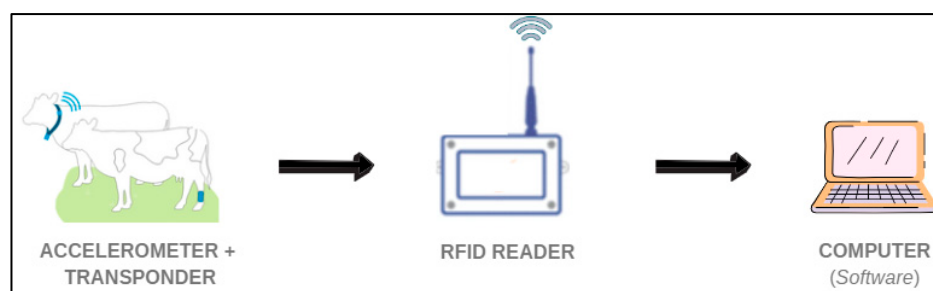 ACCELEROMETER +
TRANSPONDER
RFID READER
COMPUTER
(Software)